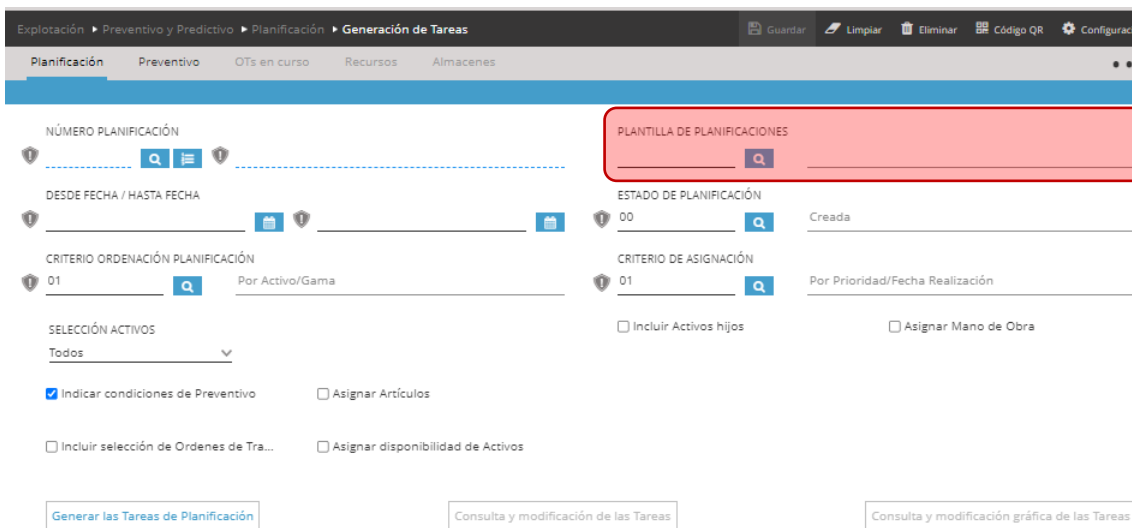 Explotación ▸ Preventivo y Predictivo ▸ Planificación ▸ Generación de Tareas
Guardar Limpiar Eliminar Código QR Configurac
Planificación Preventivo OTs en curso Recursos Almacenes
NÚMERO PLANIFICACIÓN
PLANTILLA DE PLANIFICACIONES
DESDE FECHA / HASTA FECHA
ESTADO DE PLANIFICACIÓN
00 Creada
CRITERIO ORDENACIÓN PLANIFICACIÓN
CRITERIO DE ASIGNACIÓN
01 Por Activo/Gama
01 Por Prioridad/Fecha Realización
SELECCIÓN ACTIVOS
Incluir Activos hijos Asignar Mano de Obra
Todos
Indicar condiciones de Preventivo Asignar Artículos
Incluir selección de Ordenes de Tra... Asignar disponibilidad de Activos
Generar las Tareas de Planificación Consulta y modificación de las Tareas Consulta y modificación gráfica de las Tareas